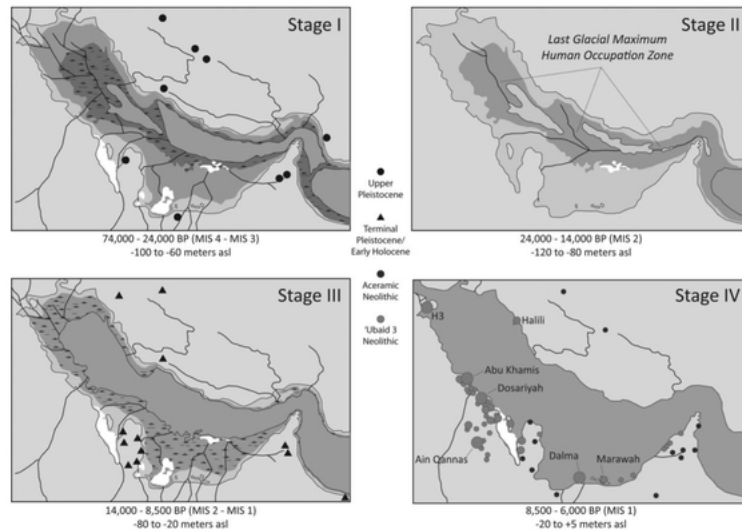 Stage I
74,000 - 24,000 BP (MIS 4 - MIS 3)
-100 to -60 meters asl
Stage II
Last Glacial Maximum
Human Occupation Zone
24,000 - 14,000 BP (MIS 2)
-120 to -80 meters asl
Upper
Pleistocene
Terminal
Pleistocene/
Early Holocene
Aceramic
Neolithic
'Ubaid 3
Neolithic
Stage III
14,000 - 8,500 BP (MIS 2 - MIS 1)
-80 to -20 meters asl
Stage IV
H3
Halili
Abu Khamis
Dosariyah
Ain Qannas
Dalma
Marawah
8,500 - 6,000 BP (MIS 1)
-20 to +5 meters asl